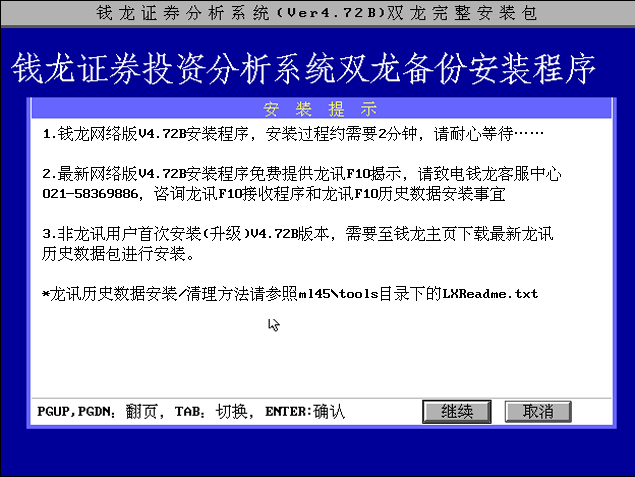 钱龙证券分析系统(Ver4.72B)双龙完整安装包
钱龙证券投资分析系统双龙备份安装程序
安装提示
1.钱龙网络版V4.72B安装程序，安装过程约需要2分钟，请耐心等待……
2.最新网络版V4.72B安装程序免费提供龙讯F10揭示，请致电钱龙客服中心
021-58369886，咨询龙讯F10接收程序和龙讯F10历史数据安装事宜
3.非龙讯用户首次安装(升级)V4.72B版本，需要至钱龙主页下载最新龙讯
历史数据包进行安装。
*龙讯历史数据安装/清理方法请参照ml45\tools目录下的LXReadme.txt
PGUP,PGDN：翻页，TAB：切换，ENTER:确认
继续
取消